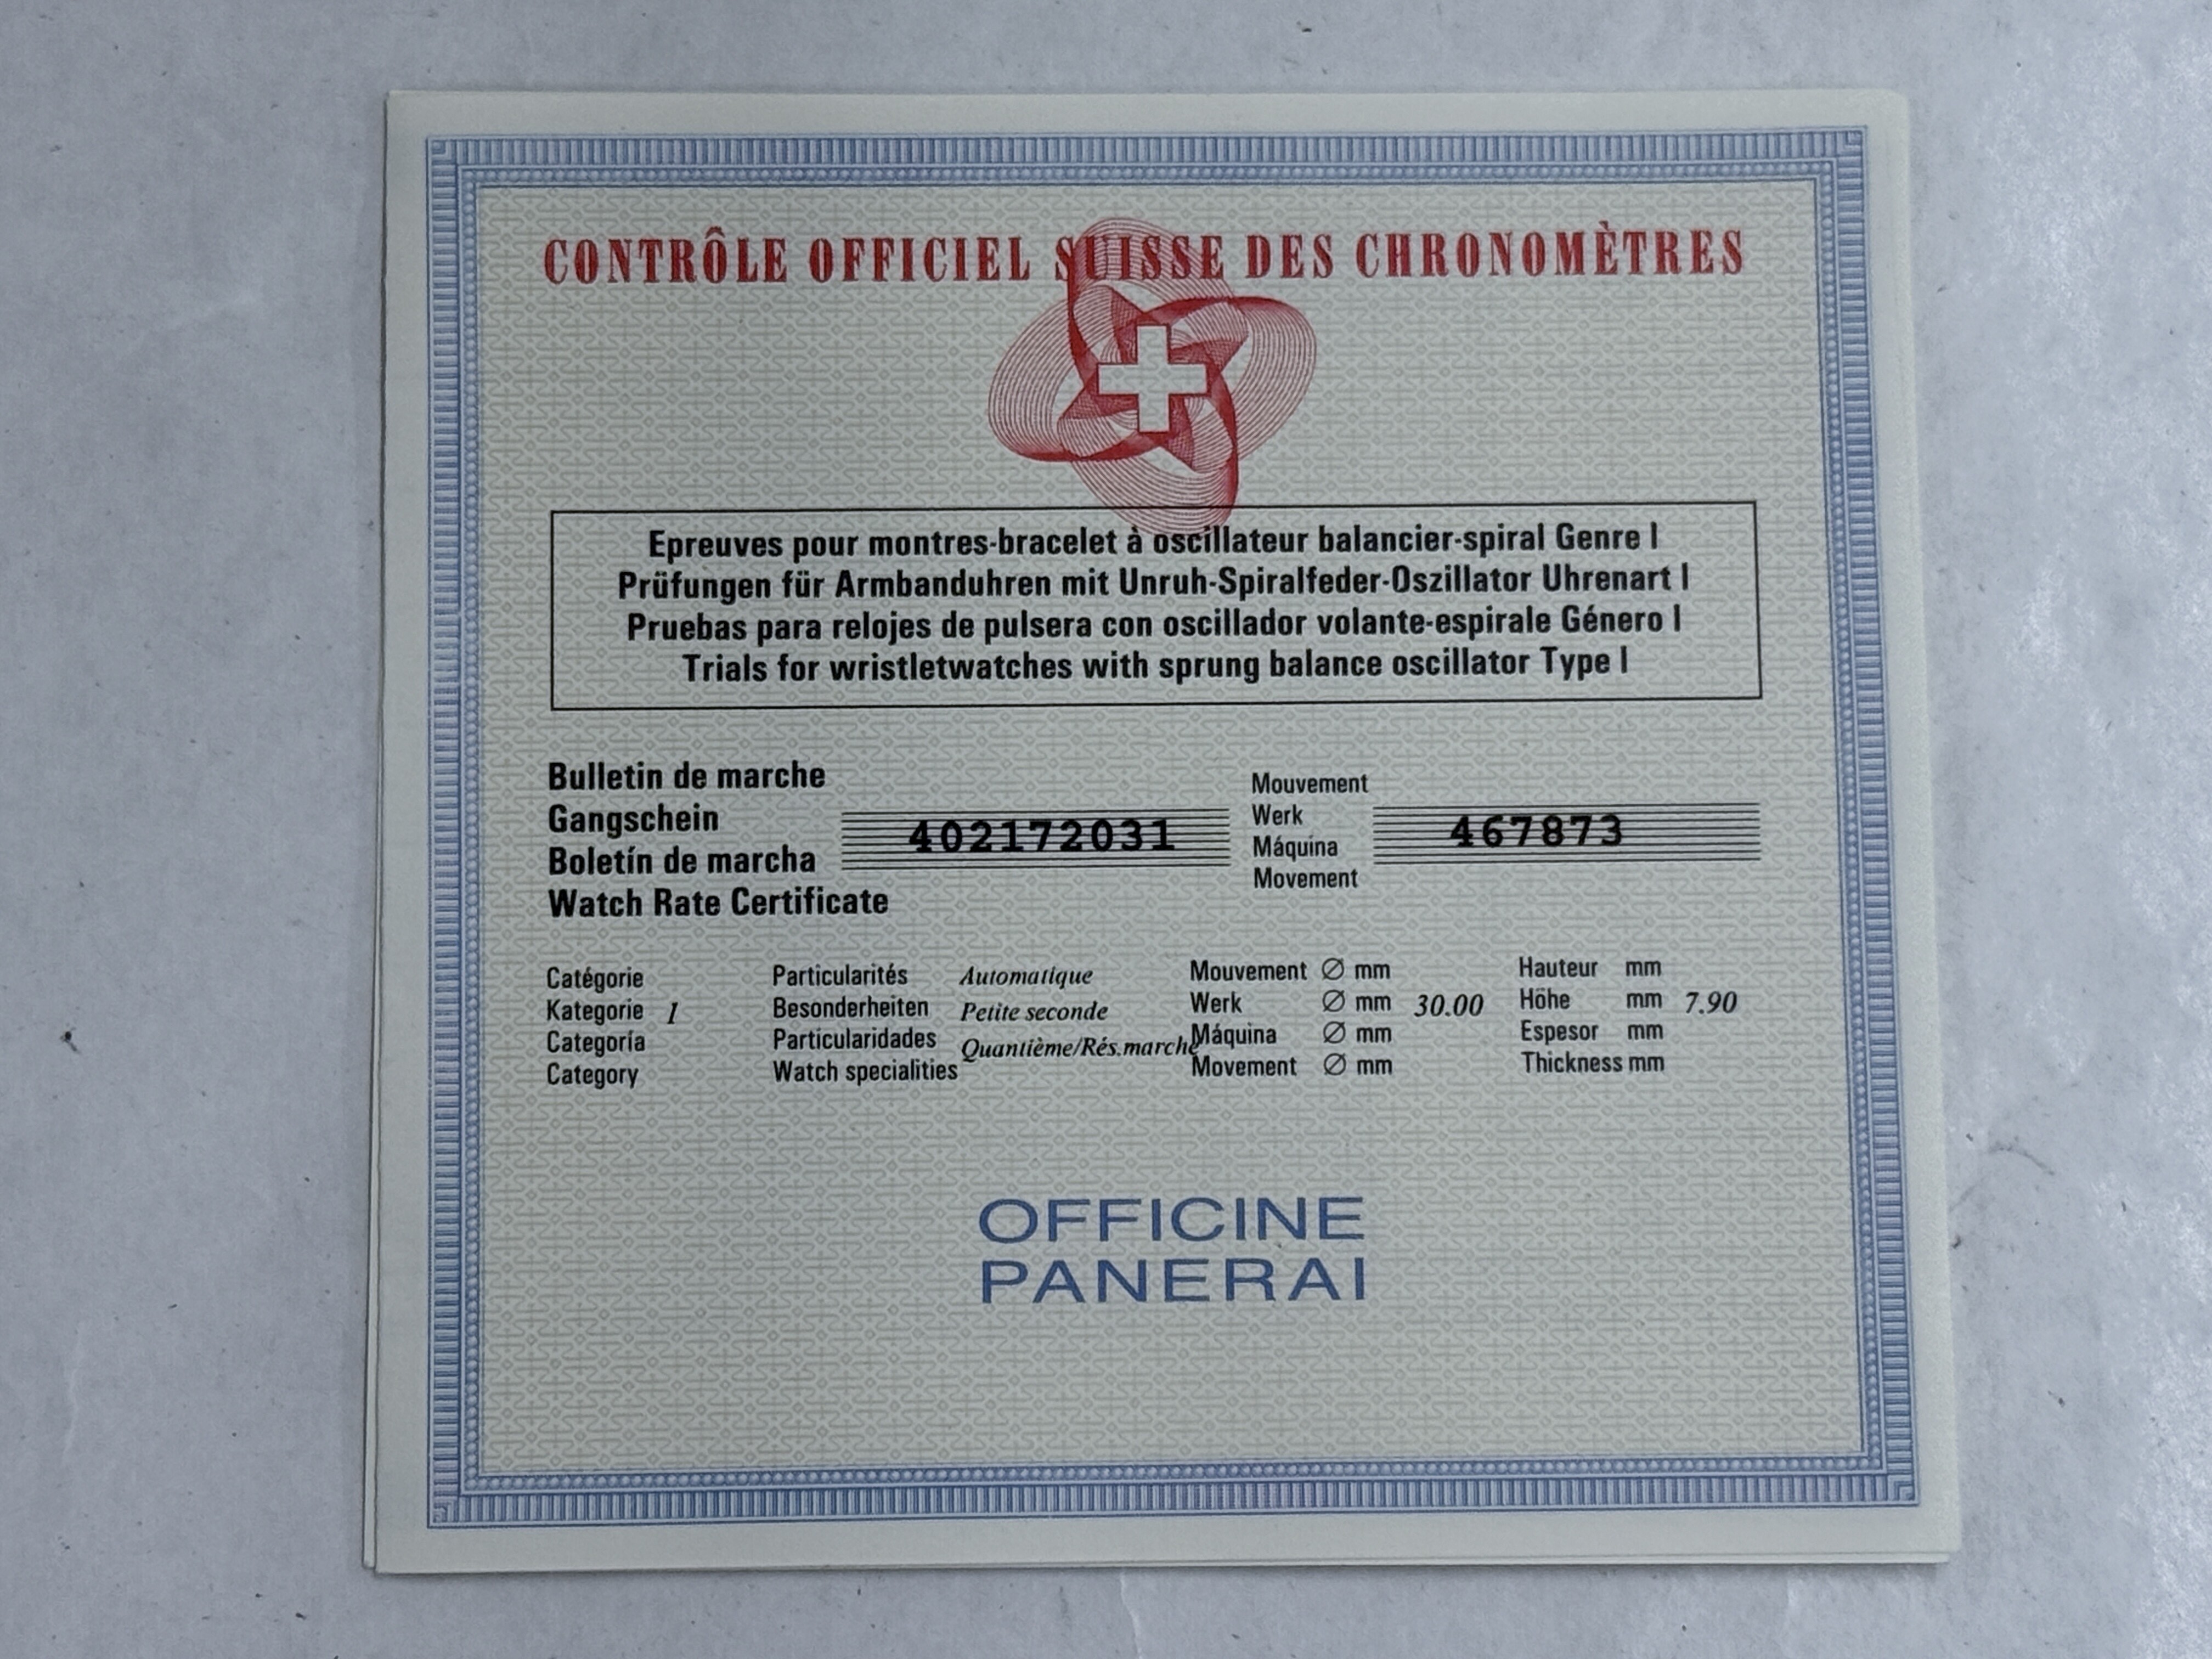 CONTRÔLE OFFICIEL SUISSE DES CHRONOMÈTRES
Epreuves pour montres-bracelet à oscillateur balancier-spiral Genre I
Prüfungen für Armbanduhren mit Unruh-Spiralfeder-Oszillator Uhrenart I
Pruebas para relojes de pulsera con oscillador volante-espirale Género I
Trials for wristletwatches with sprung balance oscillator Type I
Bulletin de marche
Gangschein
Boletín de marcha
Watch Rate Certificate
402172031
Mouvement
Werk
Máquina
Movement
467873
Catégorie
Kategorie 1
Categoría
Category
Particularités Automatique
Besonderheiten Petite seconde
Particularidades Quantième/Rés.marche
Watch specialities
Mouvement Ø mm
Werk Ø mm 30.00
Máquina Ø mm
Movement Ø mm
Hauteur mm
Höhe mm 7.90
Espesor mm
Thickness mm
OFFICINE
PANERAI